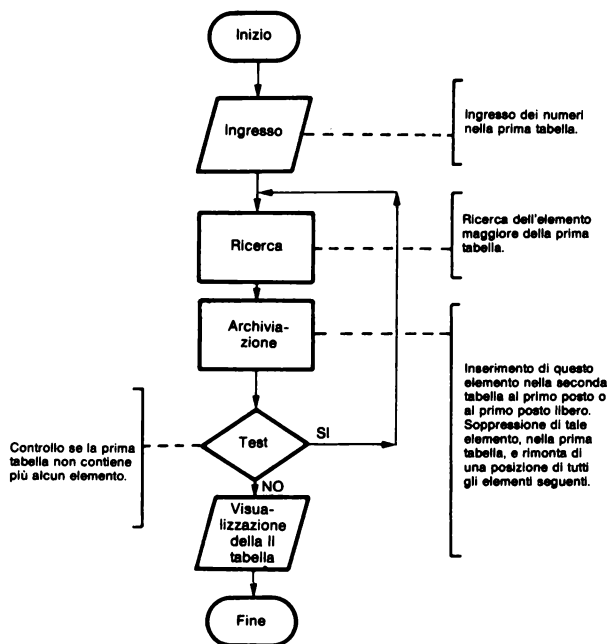 Inizio
Ingresso
Ingresso dei numeri
nella prima tabella.
Ricerca
Ricerca dell'elemento
maggiore della prima
tabella.
Archivia-
zione
Inserimento di questo
elemento nella seconda
tabella al primo posto o
al primo posto libero.
Soppressione di tale
elemento, nella prima
tabella, e rimonta di
una posizione di tutti
gli elementi seguenti.
Test
SI
Controllo se la prima
tabella non contiene
più alcun elemento.
NO
Visua-
lizzazione
della II
tabella
Fine